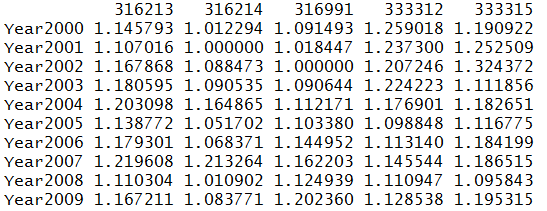 316213 316214 316991 333312 333315
Year2000 1.145793 1.012294 1.091493 1.259018 1.190922
Year2001 1.107016 1.000000 1.018447 1.237300 1.252509
Year2002 1.167868 1.088473 1.000000 1.207246 1.324372
Year2003 1.180595 1.090535 1.090644 1.224223 1.111856
Year2004 1.203098 1.164865 1.112171 1.176901 1.182651
Year2005 1.138772 1.051702 1.103380 1.098848 1.116775
Year2006 1.179301 1.068371 1.144952 1.113140 1.184199
Year2007 1.219608 1.213264 1.162203 1.145544 1.186515
Year2008 1.110304 1.010902 1.124939 1.110947 1.095843
Year2009 1.167211 1.083771 1.202360 1.128538 1.195315